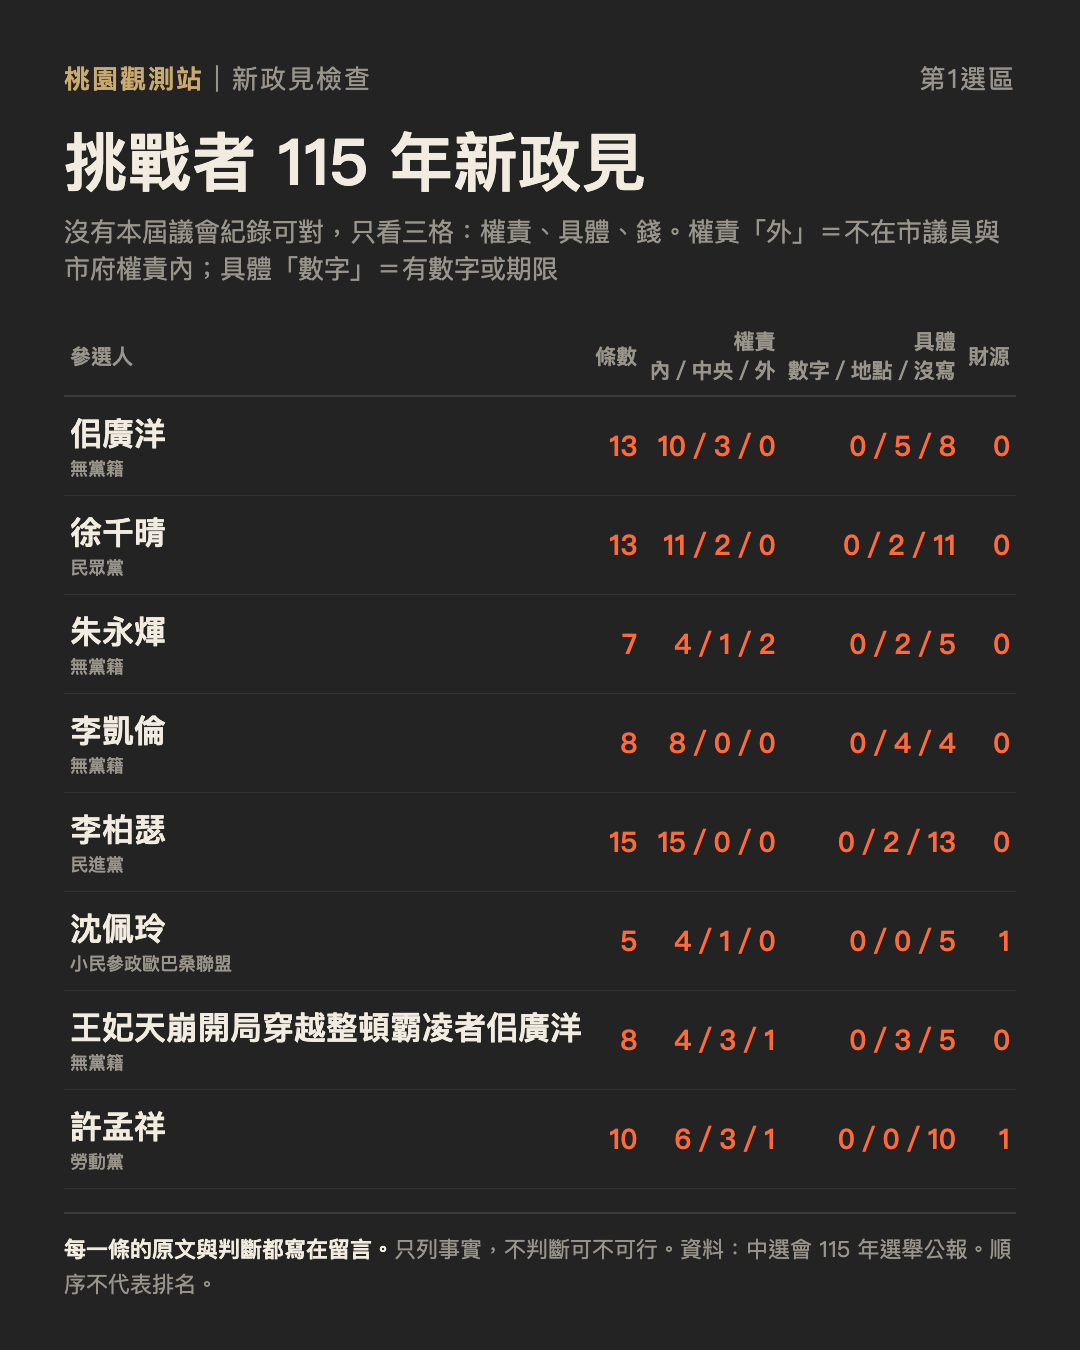 桃園觀測站｜新政見檢查
第1選區
挑戰者 115 年新政見
沒有本屆議會紀錄可對，只看三格：權責、具體、錢。權責「外」＝不在市議員與
市府權責內；具體「數字」＝有數字或期限
參選人 條數 權責 內 / 中央 / 外 具體 數字 / 地點 / 沒寫 財源
侶廣洋 13 10 / 3 / 0 0 / 5 / 8 0
無黨籍
徐千晴 13 11 / 2 / 0 0 / 2 / 11 0
民眾黨
朱永煇 7 4 / 1 / 2 0 / 2 / 5 0
無黨籍
李凱倫 8 8 / 0 / 0 0 / 4 / 4 0
無黨籍
李柏瑟 15 15 / 0 / 0 0 / 2 / 13 0
民進黨
沈佩玲 5 4 / 1 / 0 0 / 0 / 5 1
小民參政歐巴桑聯盟
王妃天崩開局穿越整頓霸凌者侶廣洋 8 4 / 3 / 1 0 / 3 / 5 0
無黨籍
許孟祥 10 6 / 3 / 1 0 / 0 / 10 1
勞動黨
每一條的原文與判斷都寫在留言。只列事實，不判斷可不可行。資料：中選會 115 年選舉公報。順
序不代表排名。